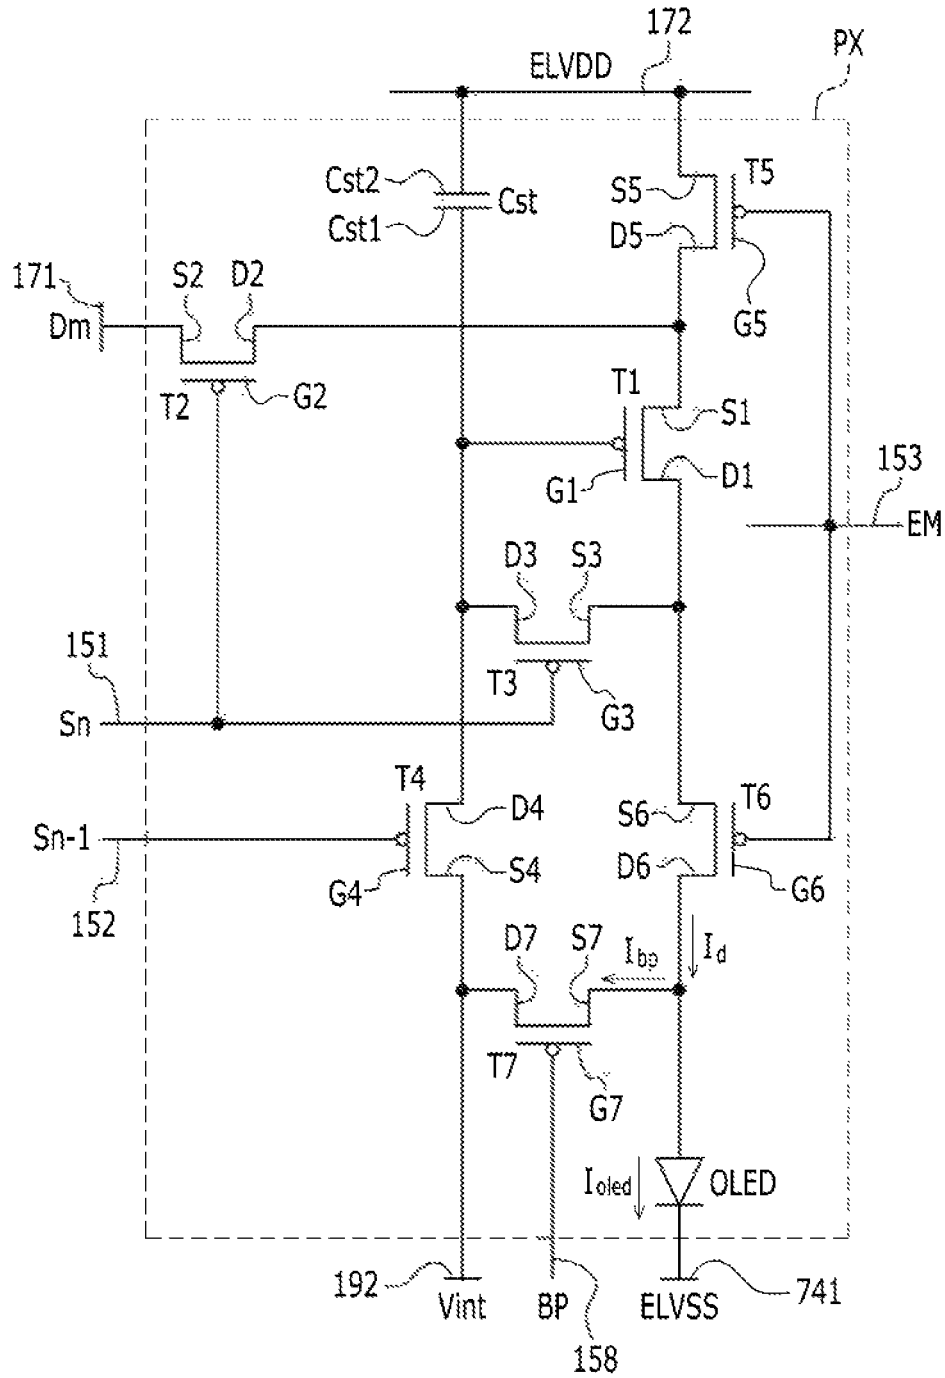 172
PX
ELVDD
Cst2
Cst
Cst1
S5
T5
D5
G5
171
S2
D2
Dm
T2
G2
T1
S1
G1
D1
153
EM
D3
S3
151
T3
G3
Sn
T4
D4
S6
T6
Sn-1
S4
D6
G4
G6
152
D7
S7
Ibp
Id
T7
G7
Ioled
OLED
192
Vint
BP
ELVSS
741
158